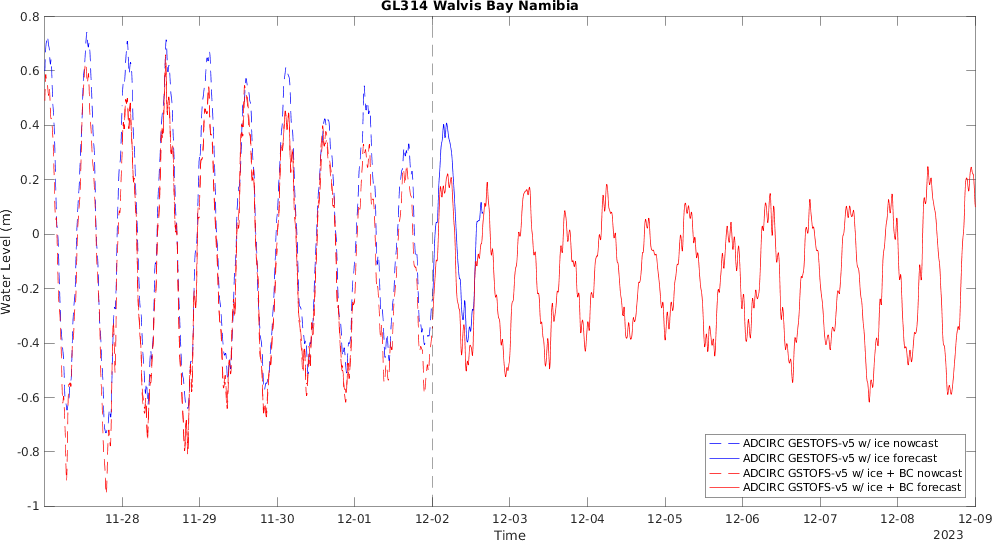 GL314 Walvis Bay Namibia
Water Level (m)
0.8
0.6
0.4
0.2
0
-0.2
-0.4
-0.6
-0.8
-1
ADCIRC GESTOFS-v5 w/ ice nowcast
ADCIRC GESTOFS-v5 w/ ice forecast
ADCIRC GSTOFS-v5 w/ ice + BC nowcast
ADCIRC GSTOFS-v5 w/ ice + BC forecast
11-28 11-29 11-30 12-01 12-02 12-03 12-04 12-05 12-06 12-07 12-08 12-09
Time
2023